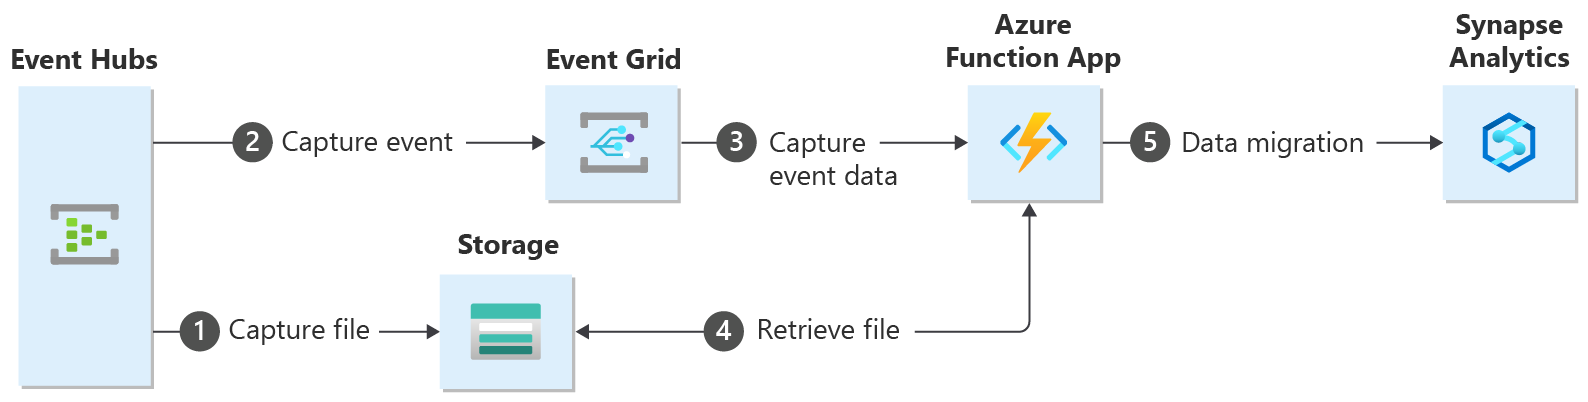 Event Hubs
Event Grid
Azure
Function App
Synapse
Analytics
2 Capture event
3 Capture
event data
5 Data migration
Storage
1 Capture file
4 Retrieve file